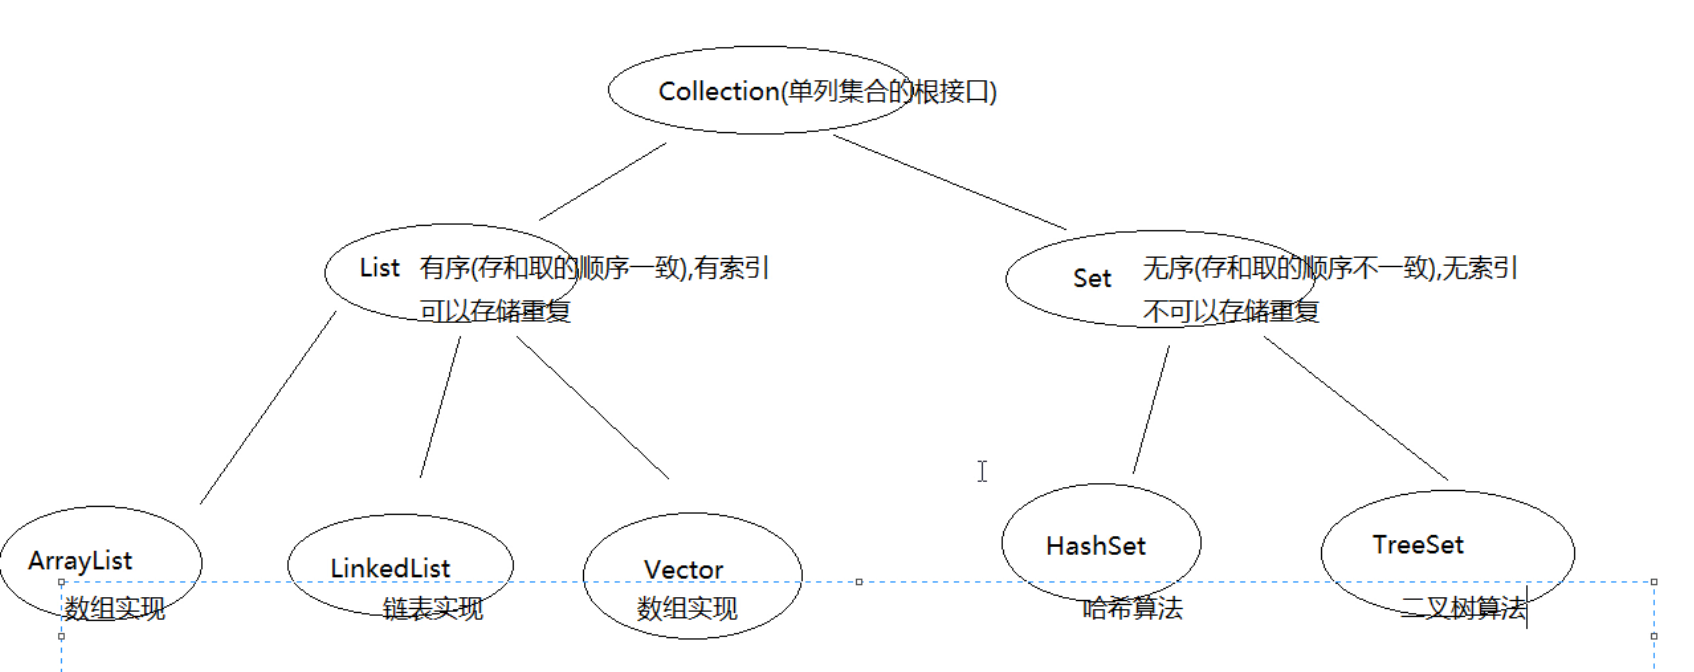 Collection(单列集合的根接口)
List 有序(存和取的顺序一致),有索引
可以存储重复
Set 无序(存和取的顺序不一致),无索引
不可以存储重复
ArrayList
数组实现
LinkedList
链表实现
Vector
数组实现
HashSet
哈希算法
TreeSet
二叉树算法